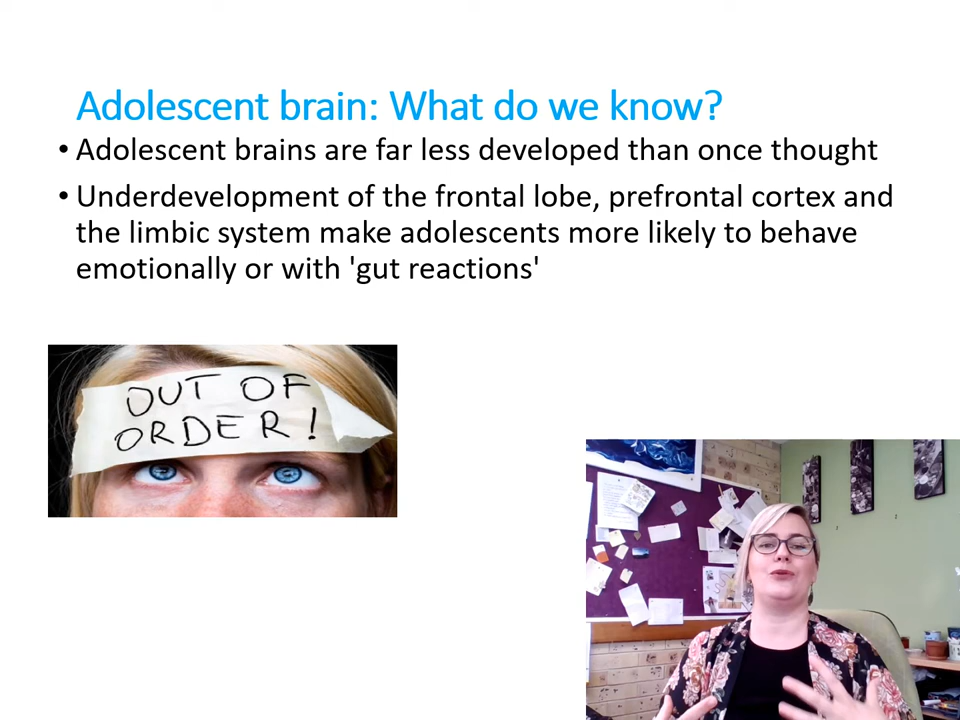 Adolescent brain: What do we know?
• Adolescent brains are far less developed than once thought
• Underdevelopment of the frontal lobe, prefrontal cortex and
the limbic system make adolescents more likely to behave
emotionally or with 'gut reactions'
OUT OF
ORDER!